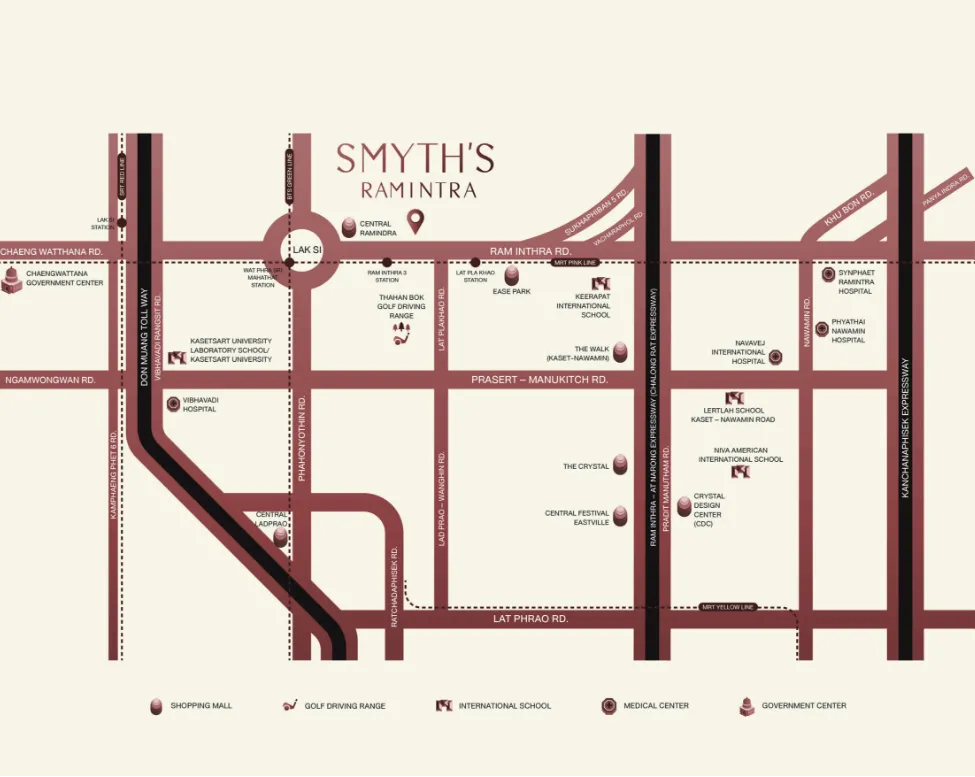 SMYTH'S
RAMINTRA
SRT RED LINE
BTS GREEN LINE
LAK SI
STATION
CENTRAL
RAMINDRA
SUKHAPHIBAN 5 RD.
VACHARAPHOL RD.
KHU BON RD.
PANYA INDRA RD.
CHAENG WATTHANA RD.
LAK SI
RAM INTHRA RD.
MRT PINK LINE
CHAENGWATTANA
GOVERNMENT CENTER
WAT PHRA SRI
MAHATHAT
STATION
RAM INTHRA 3
STATION
LAT PLA KHAO
STATION
EASE PARK
KEERAPAT
INTERNATIONAL
SCHOOL
SYNPHAET
RAMINTRA
HOSPITAL
THAHAN BOK
GOLF DRIVING
RANGE
LAT PLAKHAO RD.
DON MUANG TOLL WAY
VIBHAVADI RANGSIT RD.
NAWAMIN RD.
PHYATHAI
NAWAMIN
HOSPITAL
KASETSART UNIVERSITY
LABORATORY SCHOOL/
KASETSART UNIVERSITY
THE WALK
(KASET–NAWAMIN)
NAVAVEJ
INTERNATIONAL
HOSPITAL
NGAMWONGWAN RD.
PRASERT – MANUKITCH RD.
VIBHAVADI
HOSPITAL
PHAHONYOTHIN RD.
LERTLAH SCHOOL
KASET – NAWAMIN ROAD
RAM INTHRA – AT NARONG EXPRESSWAY (CHALONG RAT EXPRESSWAY)
KANCHANAPHISEK EXPRESSWAY
KAMPHAENG PHET 6 RD.
LAD PRAO – WANGHIN RD.
PRADIT MANUTHAM RD.
NIVA AMERICAN
INTERNATIONAL SCHOOL
THE CRYSTAL
CENTRAL
LADPRAO
CENTRAL FESTIVAL
EASTVILLE
CRYSTAL
DESIGN
CENTER
(CDC)
RATCHADAPHISEK RD.
MRT YELLOW LINE
LAT PHRAO RD.
SHOPPING MALL
GOLF DRIVING RANGE
INTERNATIONAL SCHOOL
MEDICAL CENTER
GOVERNMENT CENTER